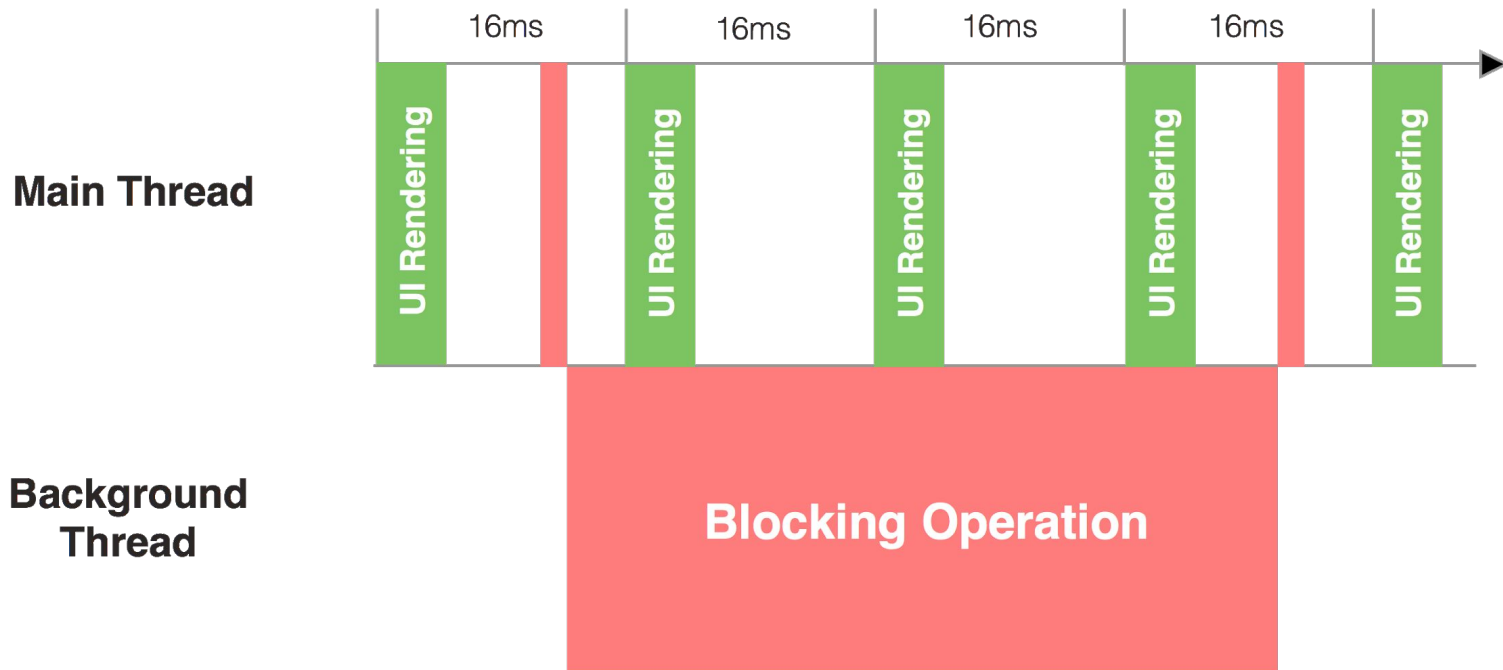 16ms
16ms
16ms
16ms
Main Thread
UI Rendering
UI Rendering
UI Rendering
UI Rendering
UI Rendering
Background
Thread
Blocking Operation